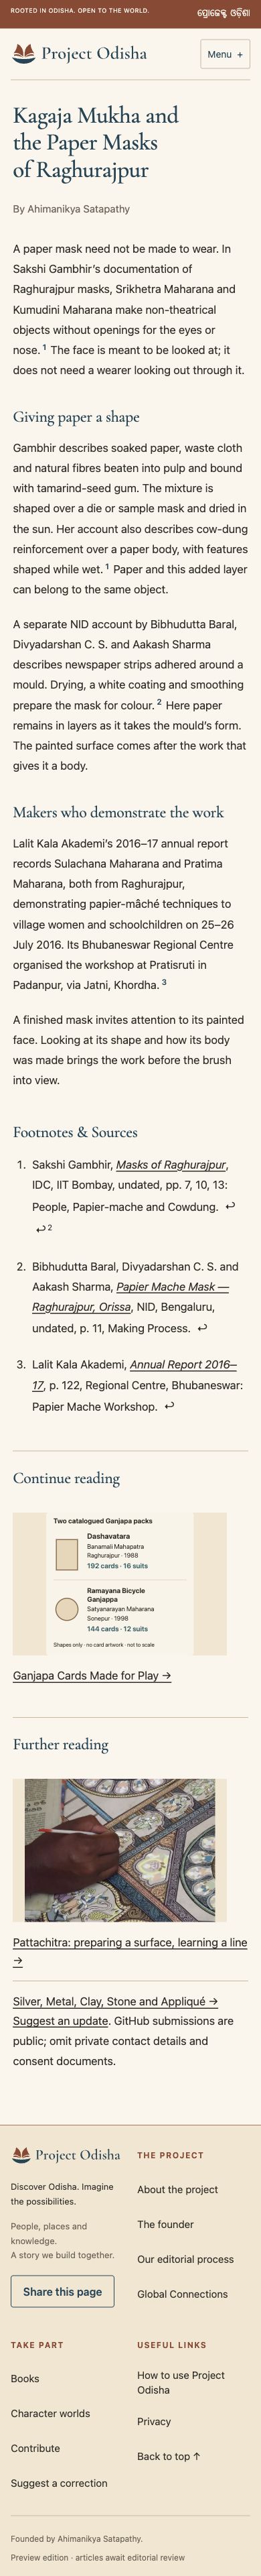 ROOTED IN ODISHA. OPEN TO THE WORLD.
ପ୍ରୋଜେକ୍ଟ ଓଡ଼ିଶା
Project Odisha
Menu +
Kagaja Mukha and
the Paper Masks
of Raghurajpur
By Ahimanikya Satapathy
A paper mask need not be made to wear. In
Sakshi Gambhir’s documentation of
Raghurajpur masks, Srikhetra Maharana and
Kumudini Maharana make non-theatrical
objects without openings for the eyes or
nose. 1 The face is meant to be looked at; it
does not need a wearer looking out through it.
Giving paper a shape
Gambhir describes soaked paper, waste cloth
and natural fibres beaten into pulp and bound
with tamarind-seed gum. The mixture is
shaped over a die or sample mask and dried in
the sun. Her account also describes cow-dung
reinforcement over a paper body, with features
shaped while wet. 1 Paper and this added layer
can belong to the same object.
A separate NID account by Bibhudutta Baral,
Divyadarshan C. S. and Aakash Sharma
describes newspaper strips adhered around a
mould. Drying, a white coating and smoothing
prepare the mask for colour. 2 Here paper
remains in layers as it takes the mould’s form.
The painted surface comes after the work that
gives it a body.
Makers who demonstrate the work
Lalit Kala Akademi’s 2016–17 annual report
records Sulachana Maharana and Pratima
Maharana, both from Raghurajpur,
demonstrating papier-mâché techniques to
village women and schoolchildren on 25–26
July 2016. Its Bhubaneswar Regional Centre
organised the workshop at Pratisruti in
Padanpur, via Jatni, Khordha. 3
A finished mask invites attention to its painted
face. Looking at its shape and how its body
was made brings the work before the brush
into view.
Footnotes & Sources
1. Sakshi Gambhir, Masks of Raghurajpur,
IDC, IIT Bombay, undated, pp. 7, 10, 13:
People, Papier-mache and Cowdung. ↩
↩ 2
2. Bibhudutta Baral, Divyadarshan C. S. and
Aakash Sharma, Papier Mache Mask —
Raghurajpur, Orissa, NID, Bengaluru,
undated, p. 11, Making Process. ↩
3. Lalit Kala Akademi, Annual Report 2016–
17, p. 122, Regional Centre, Bhubaneswar:
Papier Mache Workshop. ↩
Continue reading
Two catalogued Ganjapa packs
Dashavatara
Banamali Mahapatra
Raghurajpur · 1988
192 cards · 16 suits
Ramayana Bicycle
Ganjappa
Satyanarayan Maharana
Sonepur · 1998
144 cards · 12 suits
Shapes only · no card artwork · not to scale
Ganjapa Cards Made for Play →
Further reading
Pattachitra: preparing a surface, learning a line
→
Silver, Metal, Clay, Stone and Appliqué →
Suggest an update. GitHub submissions are
public; omit private contact details and
consent documents.
Project Odisha
Discover Odisha. Imagine
the possibilities.
People, places and
knowledge.
A story we build together.
Share this page
THE PROJECT
About the project
The founder
Our editorial process
Global Connections
TAKE PART
Books
Character worlds
Contribute
Suggest a correction
USEFUL LINKS
How to use Project
Odisha
Privacy
Back to top ↑
Founded by Ahimanikya Satapathy.
Preview edition · articles await editorial review